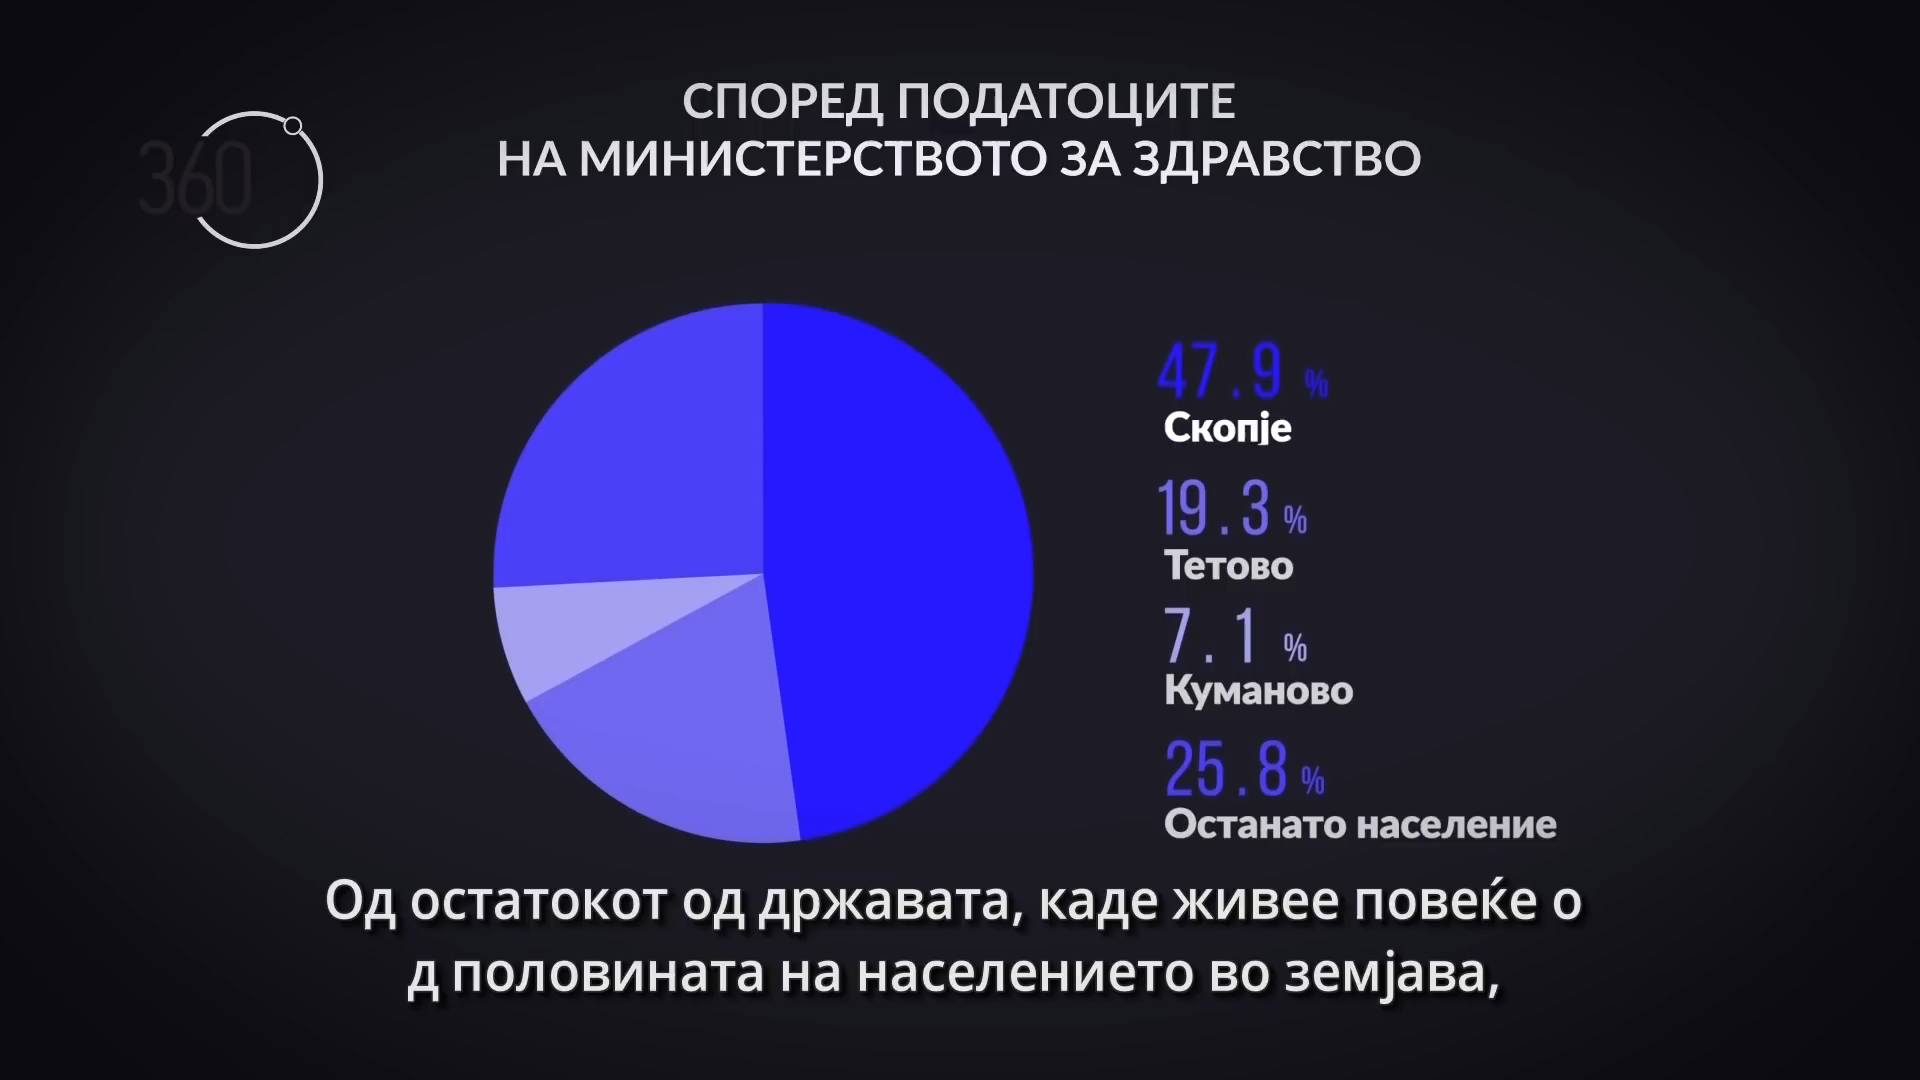 СПОРЕД ПОДАТОЦИТЕ
НА МИНИСТЕРСТВОТО ЗА ЗДРАВСТВО
360
47.9 %
Скопје
19.3 %
Тетово
7.1 %
Куманово
25.8 %
Останато население
Од остатокот од државата, каде живее повеќе о
д половината на населението во земјава,